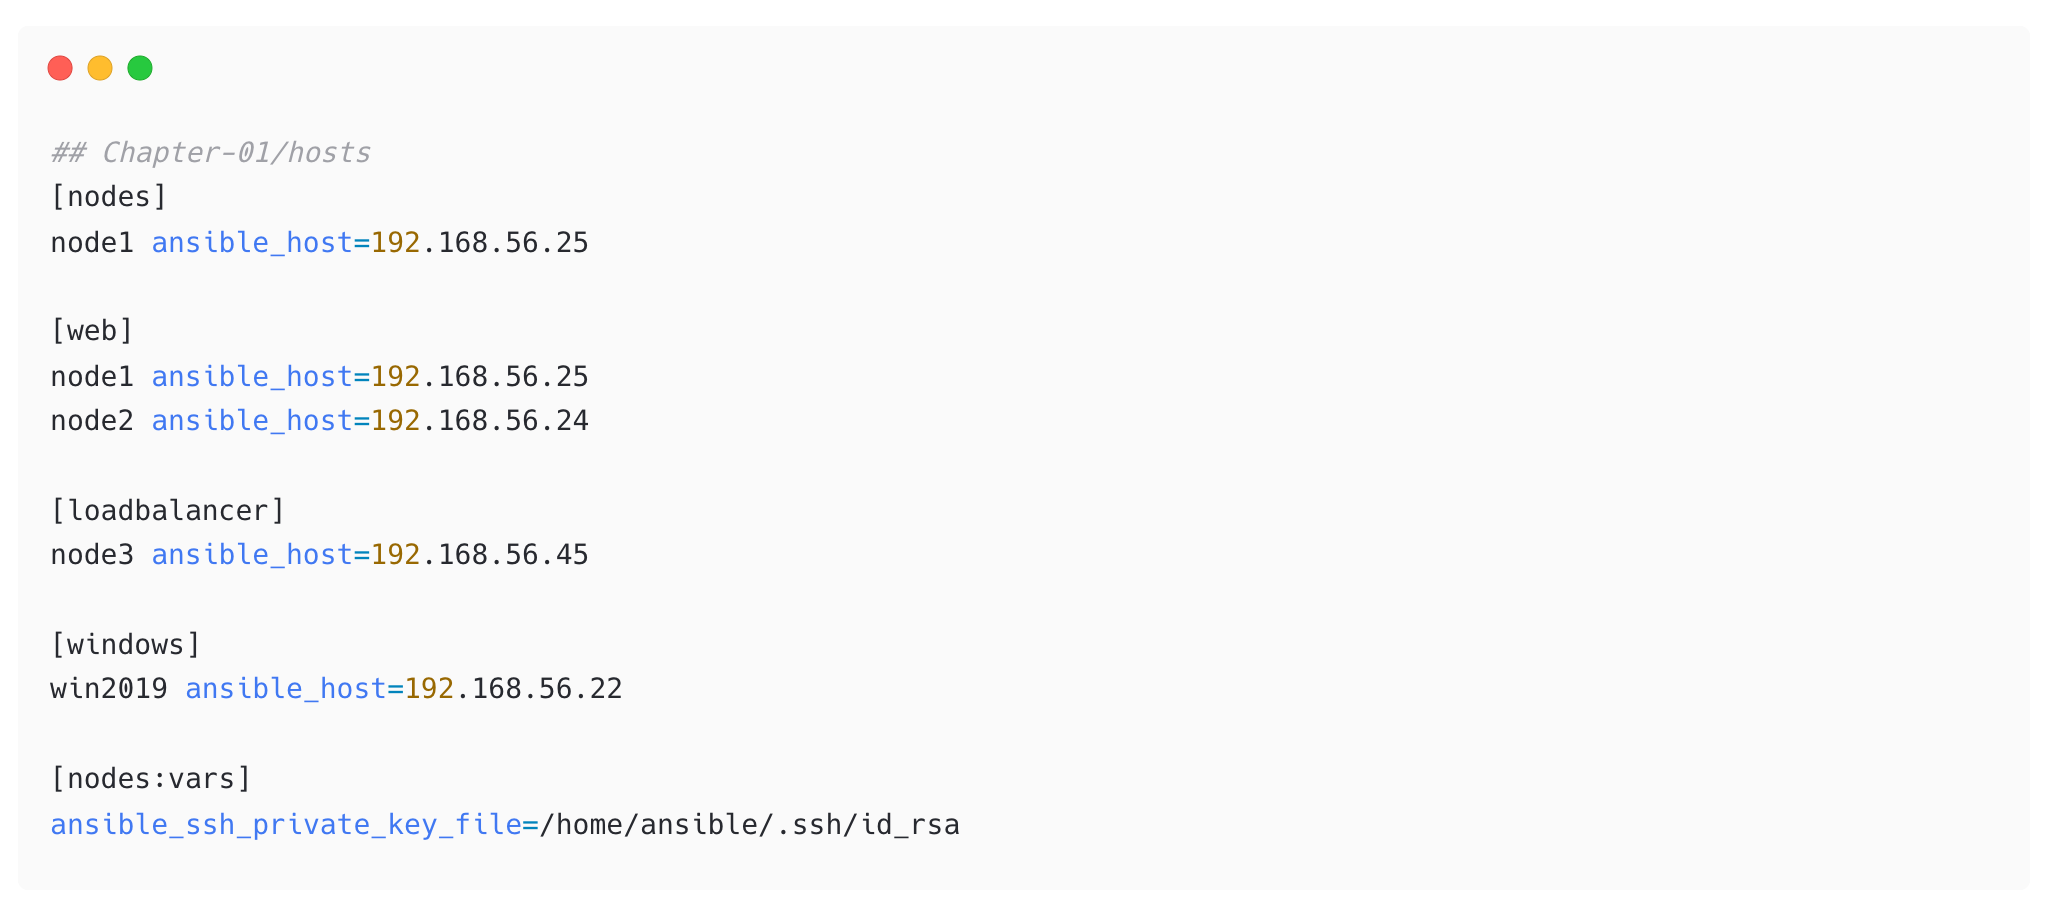 ## Chapter-01/hosts
[nodes]
node1 ansible_host=192.168.56.25
[web]
node1 ansible_host=192.168.56.25
node2 ansible_host=192.168.56.24
[loadbalancer]
node3 ansible_host=192.168.56.45
[windows]
win2019 ansible_host=192.168.56.22
[nodes:vars]
ansible_ssh_private_key_file=/home/ansible/.ssh/id_rsa